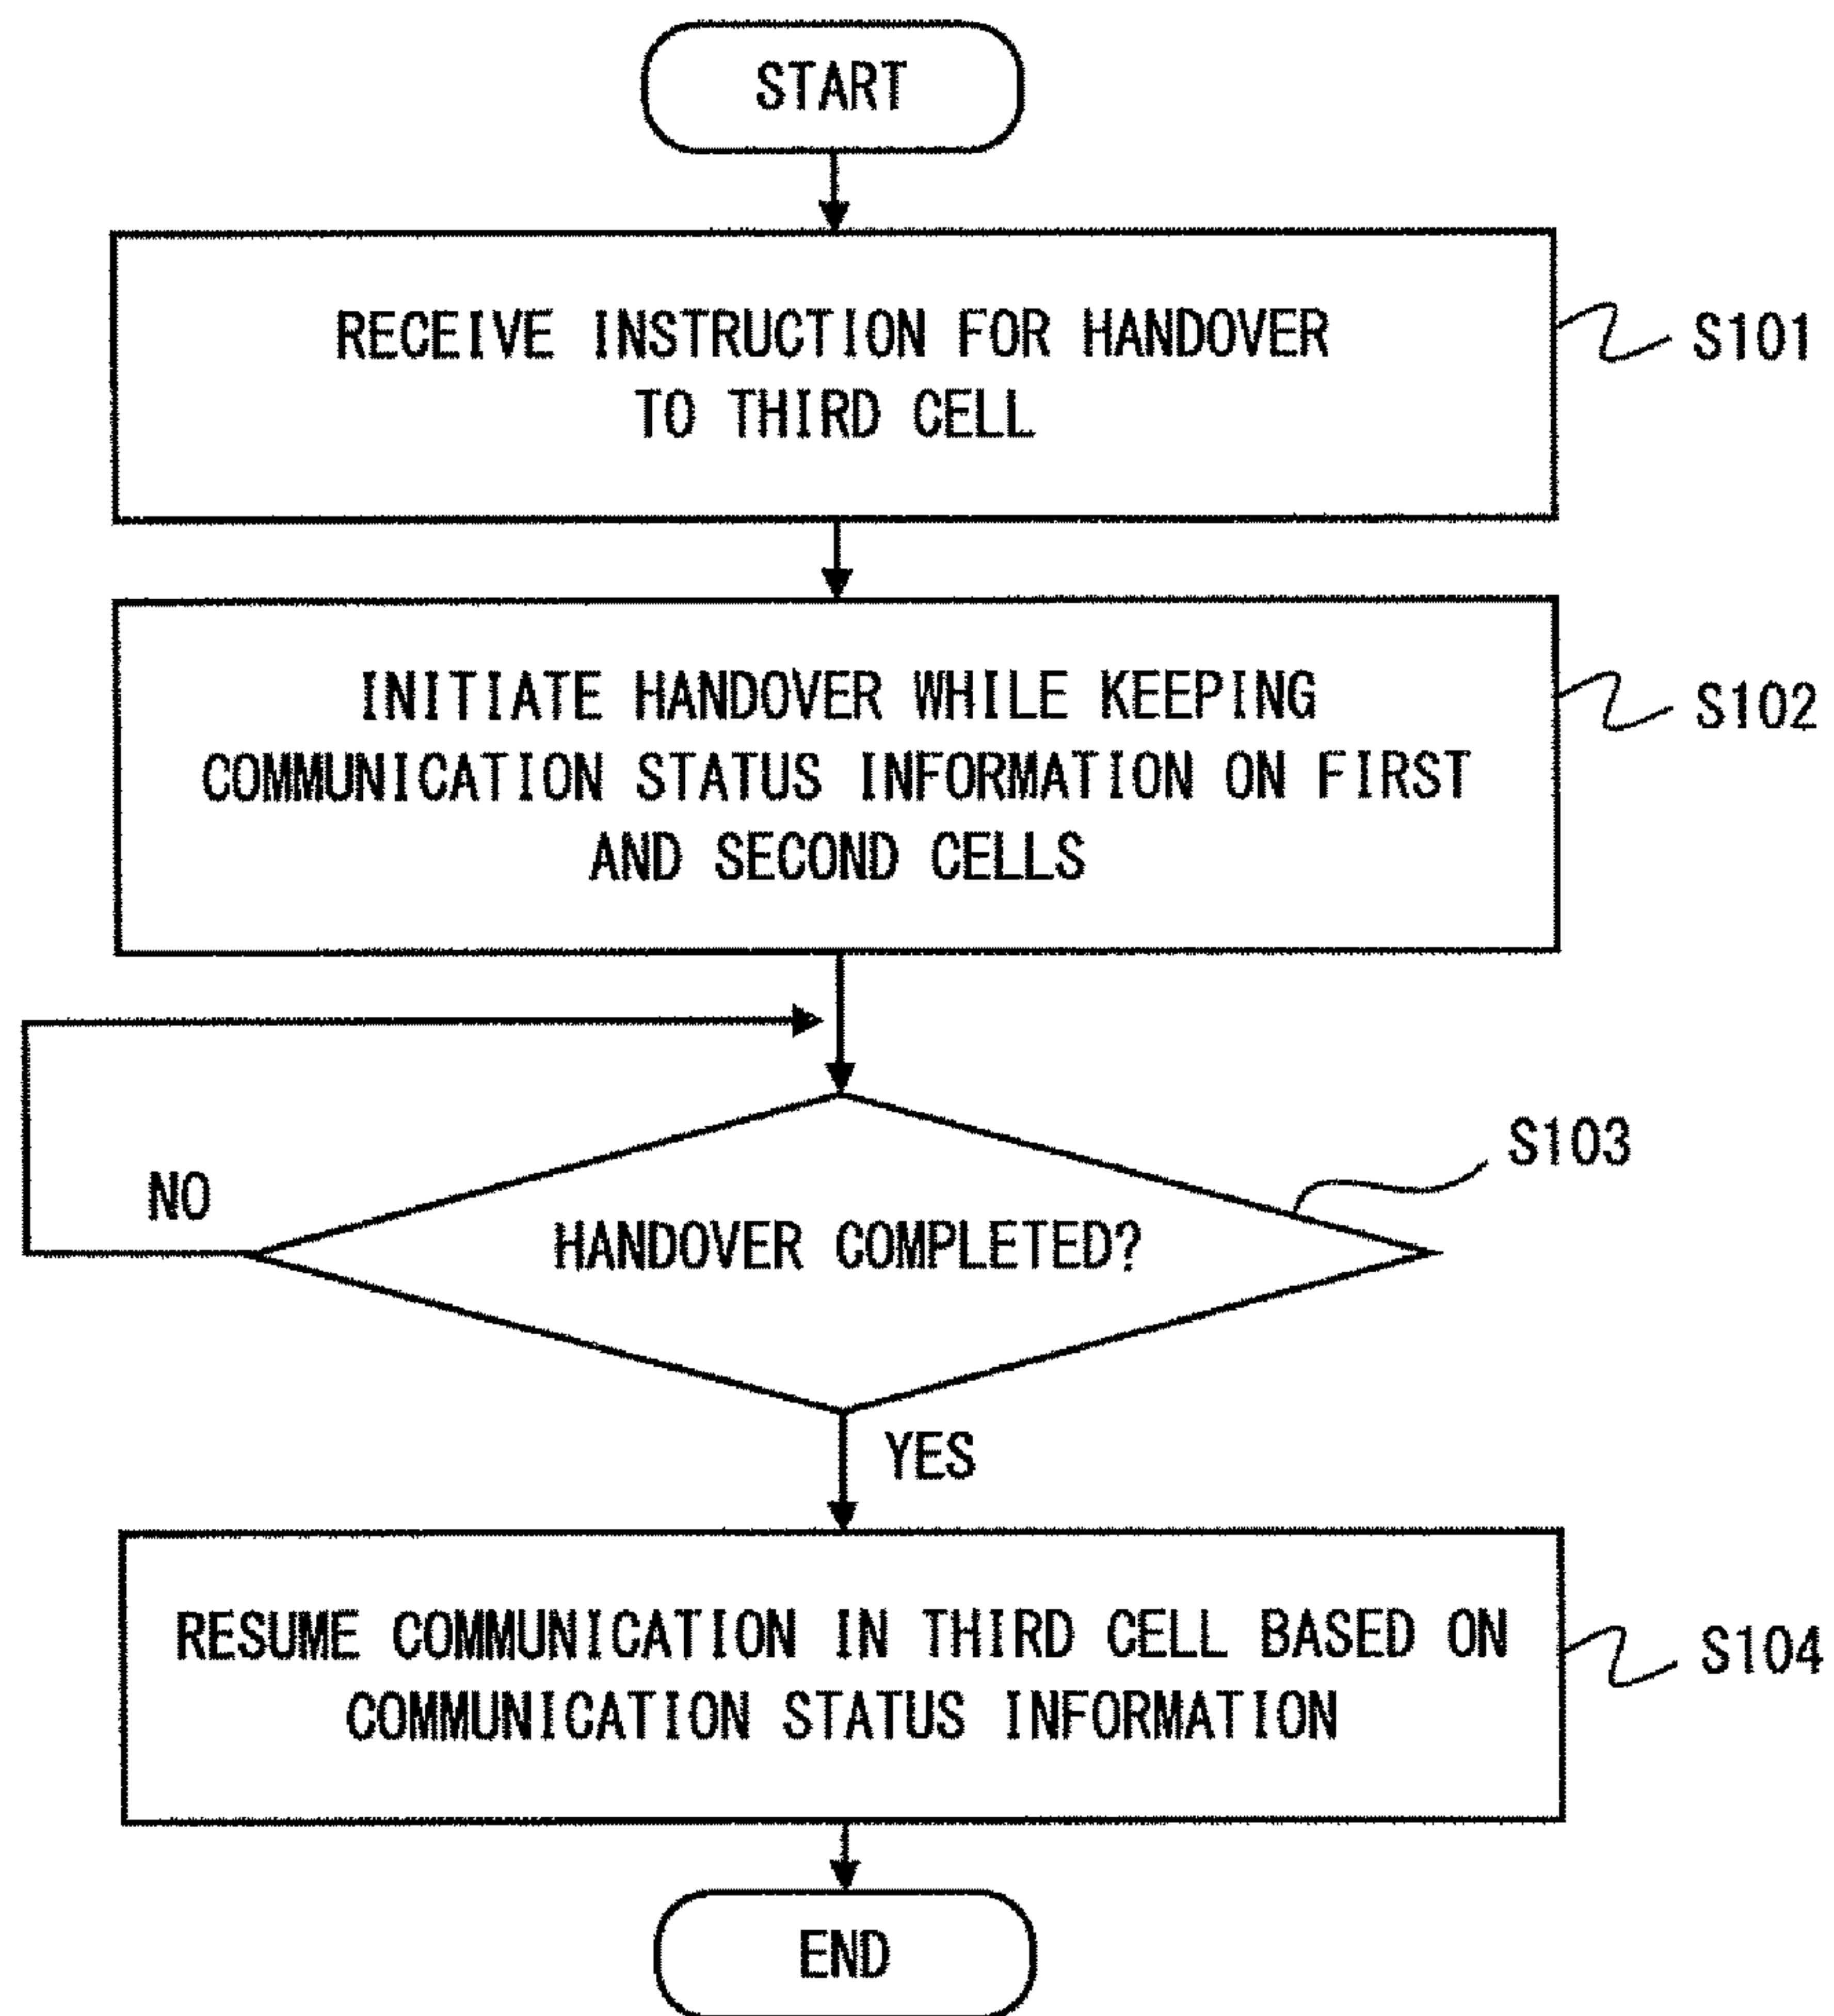 START
RECEIVE INSTRUCTION FOR HANDOVER
TO THIRD CELL
S101
INITIATE HANDOVER WHILE KEEPING
COMMUNICATION STATUS INFORMATION ON FIRST
AND SECOND CELLS
S102
S103
NO
HANDOVER COMPLETED?
YES
RESUME COMMUNICATION IN THIRD CELL BASED ON
COMMUNICATION STATUS INFORMATION
S104
END